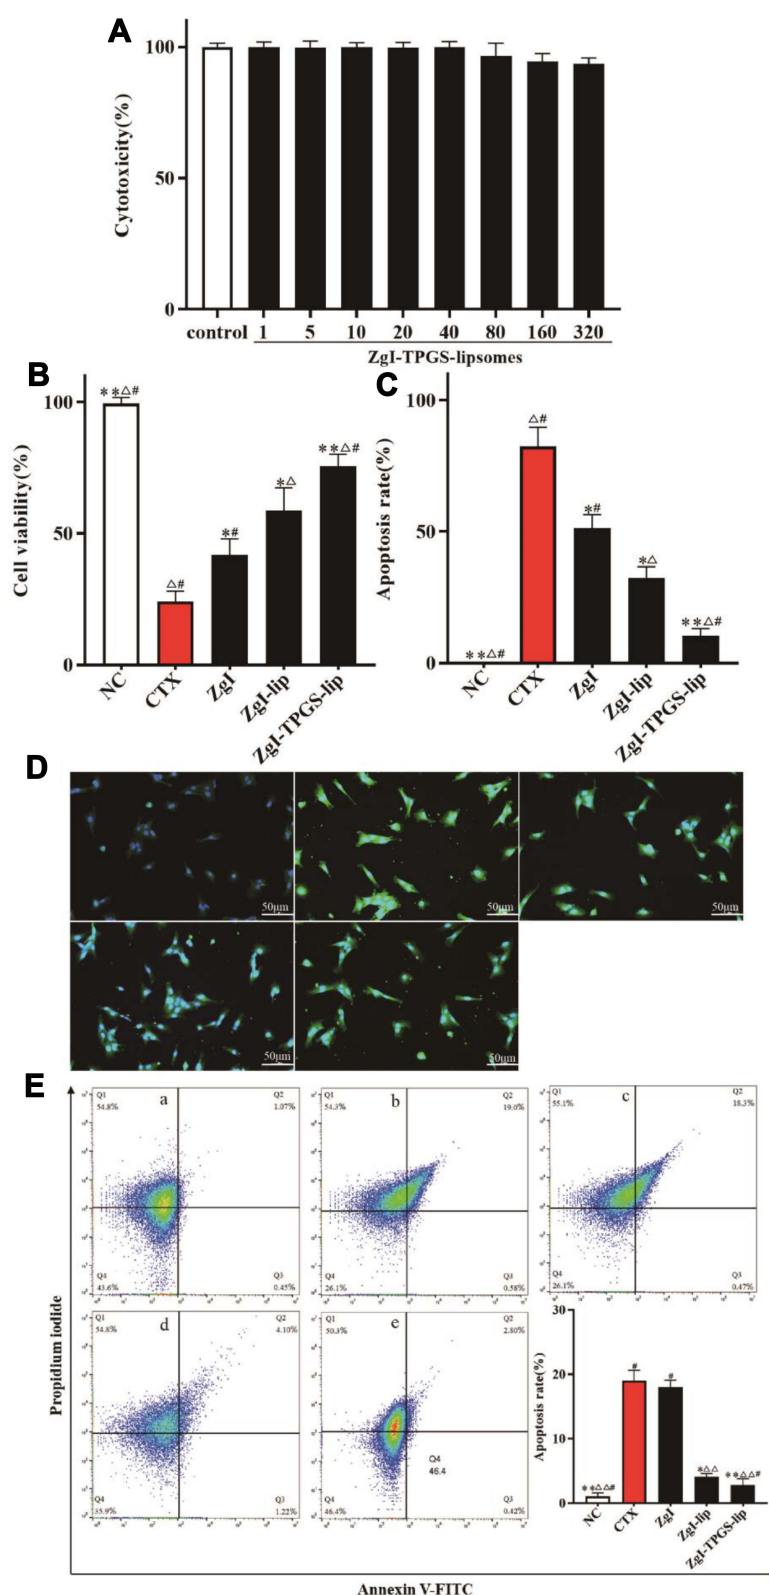 A
Cytotoxicity(%)
100
50
0
control 1 5 10 20 40 80 160 320
ZgI-TPGS-lipsomes
B
Cell viability(%)
100
50
0
**△#
△#
*#
*△
**△#
NC
CTX
ZgI
ZgI-lip
ZgI-TPGS-lip
C
Apoptosis rate(%)
100
50
0
**△#
△#
*#
*△
**△#
NC
CTX
ZgI
ZgI-lip
ZgI-TPGS-lip
D
50μm
50μm
50μm
50μm
50μm
E
Propidium iodide
Q1
54.8%
a
Q2
1.07%
Q4
43.6%
Q3
0.45%
Q1
54.3%
b
Q2
19.0%
Q4
26.1%
Q3
0.58%
Q1
55.1%
c
Q2
18.3%
Q4
26.1%
Q3
0.47%
Q1
54.8%
d
Q2
4.10%
Q4
35.9%
Q3
1.22%
Q1
50.3%
e
Q2
2.80%
Q4
46.4
Q4
46.4%
Q3
0.42%
Apoptosis rate(%)
30
20
10
0
**△△#
#
#
*△△
**△△#
NC
CTX
ZgI
ZgI-lip
ZgI-TPGS-lip
Annexin V-FITC